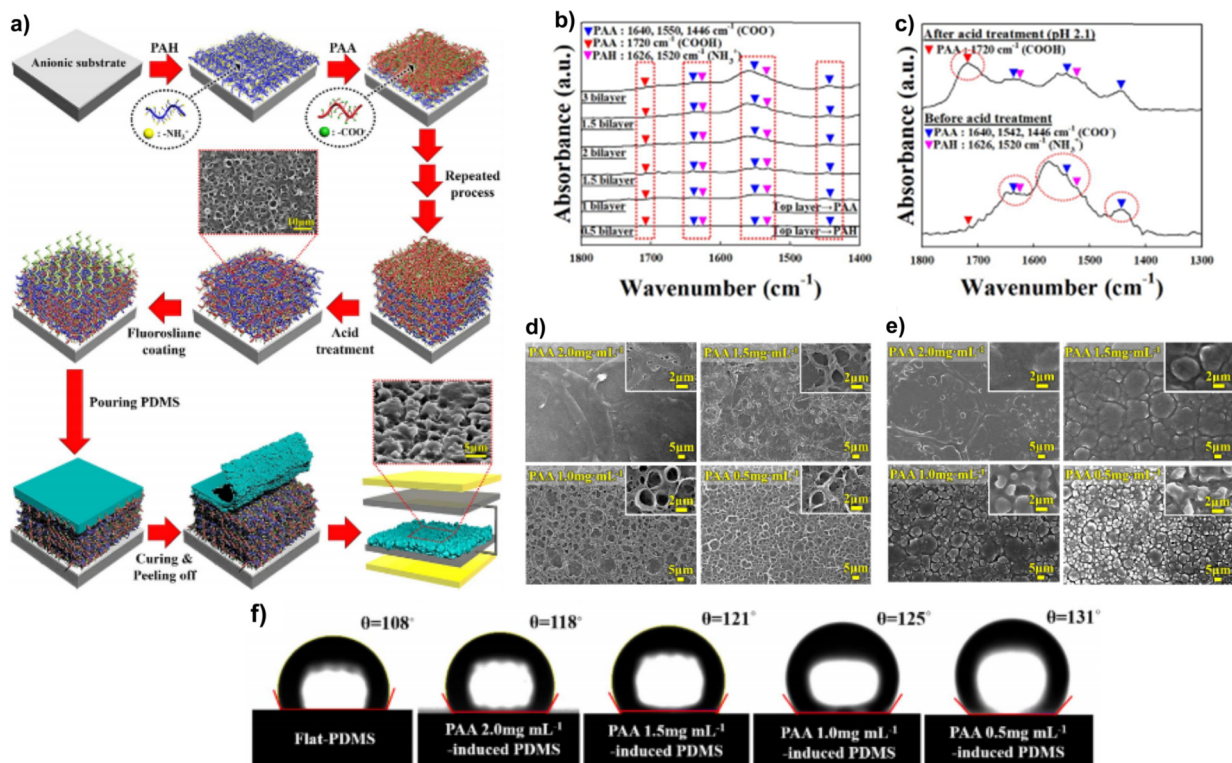 a)
Anionic substrate
PAH
PAA
: -NH₃⁺
: -COO⁻
10μm
Repeated
process
Fluorosliane
coating
Acid
treatment
Pouring PDMS
5μm
Curing &
Peeling off
b)
Absorbance (a.u.)
PAA : 1640, 1550, 1446 cm⁻¹ (COO⁻)
PAA : 1720 cm⁻¹ (COOH)
PAH : 1626, 1520 cm⁻¹ (NH₃⁺)
3 bilayer
1.5 bilayer
2 bilayer
1.5 bilayer
1 bilayer
Top layer→PAA
0.5 bilayer
Top layer→PAH
1800 1700 1600 1500 1400
Wavenumber (cm⁻¹)
c)
Absorbance (a.u.)
After acid treatment (pH 2.1)
PAA : 1720 cm⁻¹ (COOH)
Before acid treatment
PAA : 1640, 1542, 1446 cm⁻¹ (COO⁻)
PAH : 1626, 1520 cm⁻¹ (NH₃⁺)
1800 1700 1600 1500 1400 1300
Wavenumber (cm⁻¹)
d)
PAA 2.0mg·mL⁻¹
2μm
5μm
PAA 1.5mg·mL⁻¹
2μm
5μm
PAA 1.0mg·mL⁻¹
2μm
5μm
PAA 0.5mg·mL⁻¹
2μm
5μm
e)
PAA 2.0mg·mL⁻¹
2μm
5μm
PAA 1.5mg·mL⁻¹
2μm
5μm
PAA 1.0mg·mL⁻¹
2μm
5μm
PAA 0.5mg·mL⁻¹
2μm
5μm
f)
θ=108°
Flat-PDMS
θ=118°
PAA 2.0mg mL⁻¹
-induced PDMS
θ=121°
PAA 1.5mg mL⁻¹
-induced PDMS
θ=125°
PAA 1.0mg mL⁻¹
-induced PDMS
θ=131°
PAA 0.5mg mL⁻¹
-induced PDMS